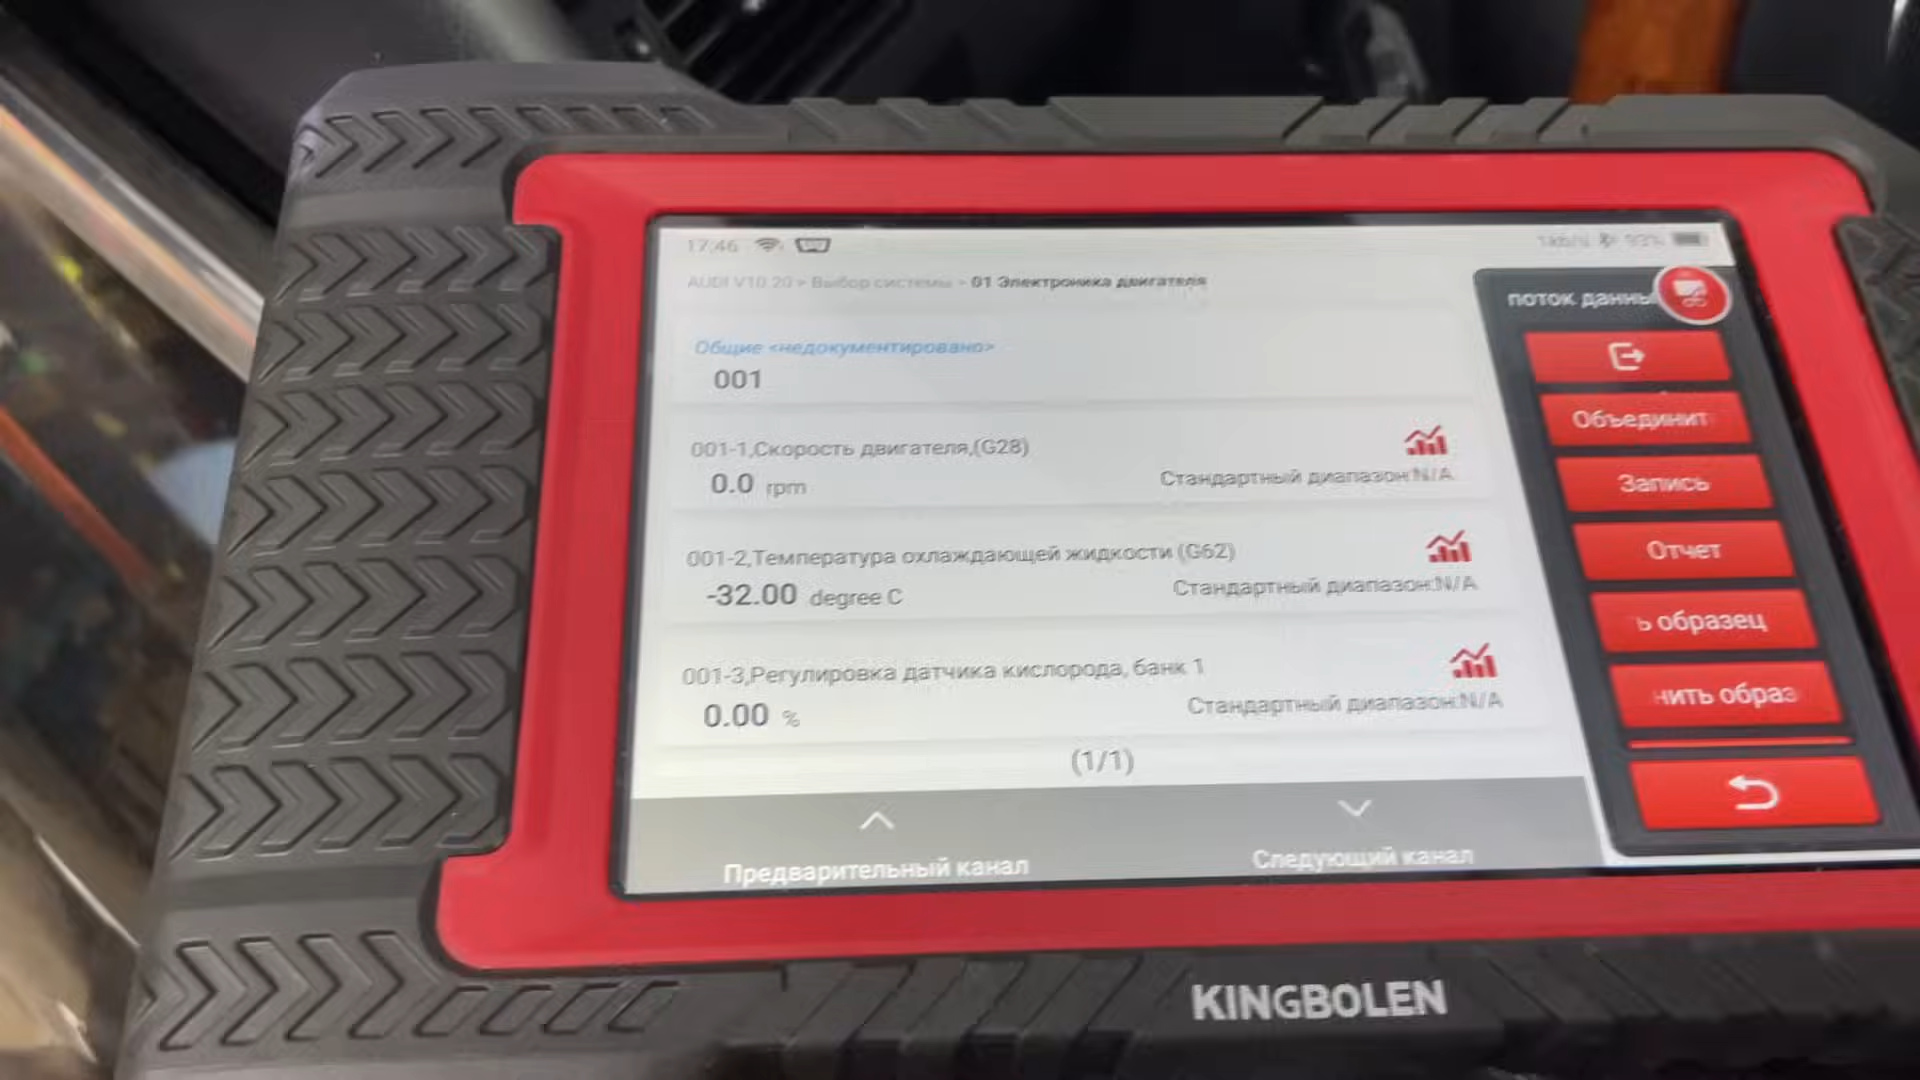 17:46
93%
AUDI V10.20 > Выбор системы > 01 Электроника двигателя
поток данны
Общие <недокументировано>
001
001-1,Скорость двигателя,(G28)
0.0 rpm
Стандартный диапазон:N/A
001-2,Температура охлаждающей жидкости (G62)
-32.00 degree C
Стандартный диапазон:N/A
001-3,Регулировка датчика кислорода, банк 1
0.00 %
Стандартный диапазон:N/A
(1/1)
Предварительный канал
Следующий канал
Объединит
Запись
Отчет
ь образец
нить образ
KINGBOLEN